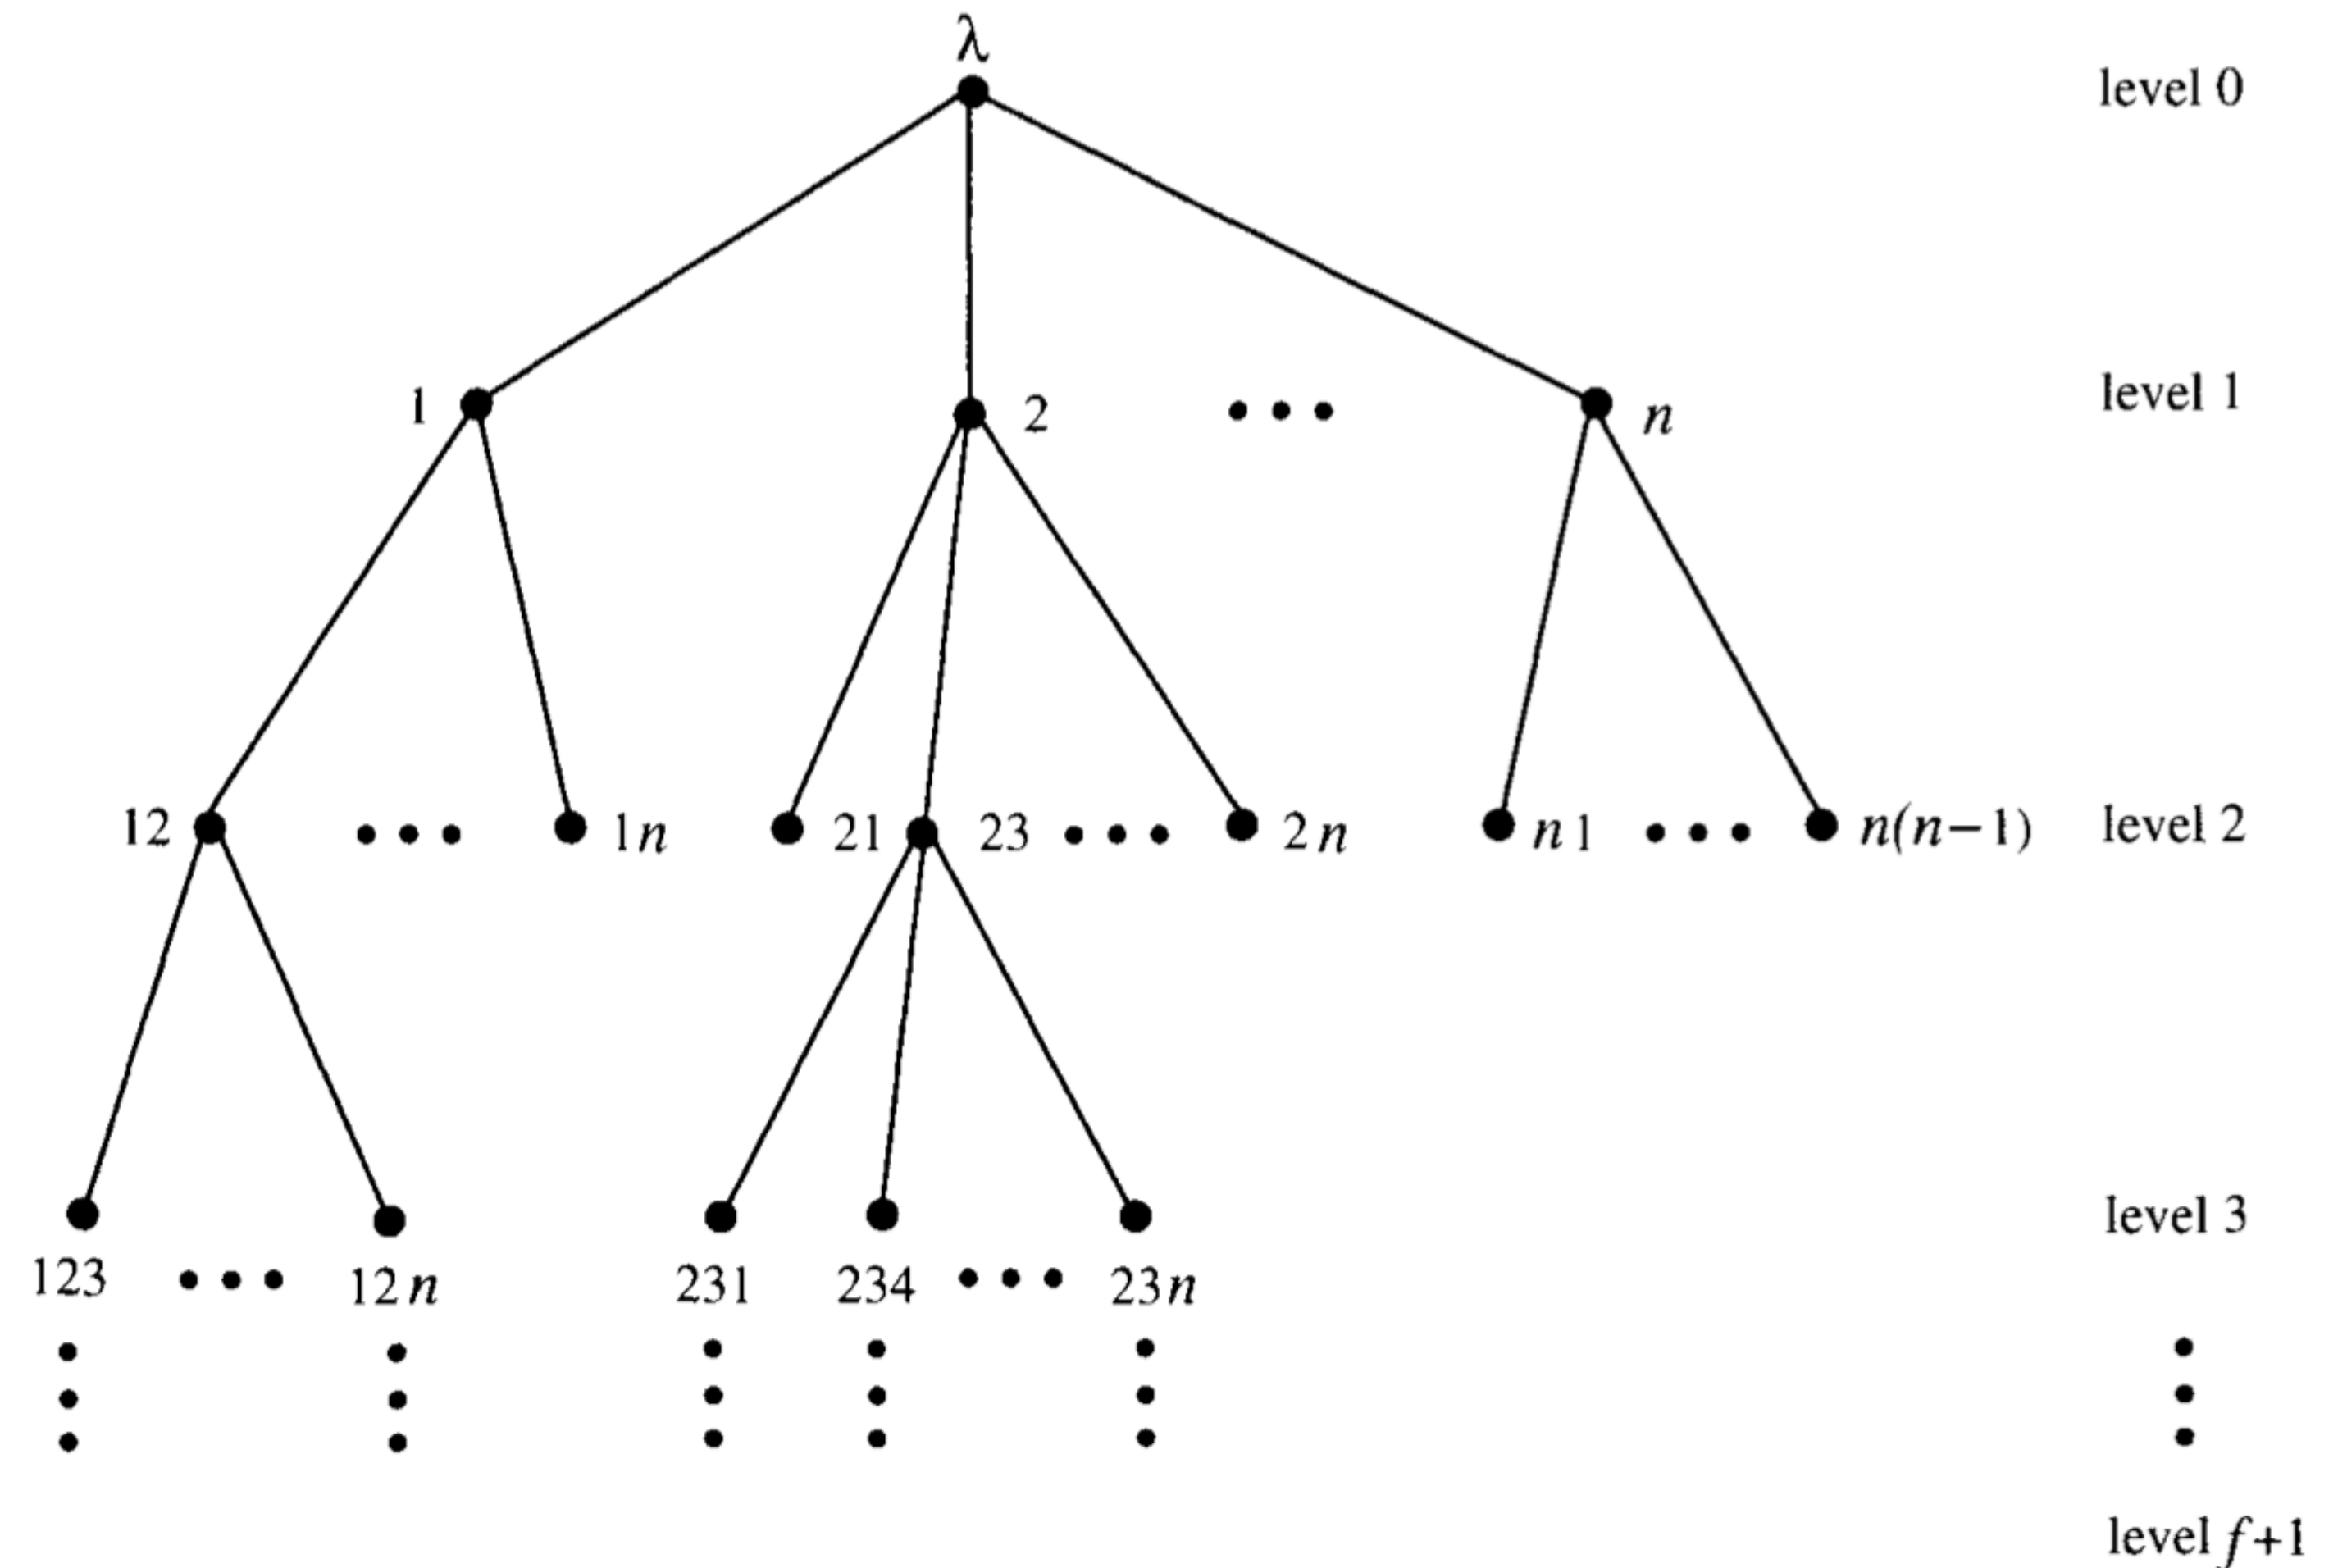 λ level 0
1 2 ••• n level 1
12 ••• 1n 21 23 ••• 2n n1 ••• n(n−1) level 2
level 3
123 ••• 12n 231 234 ••• 23n
level f+1